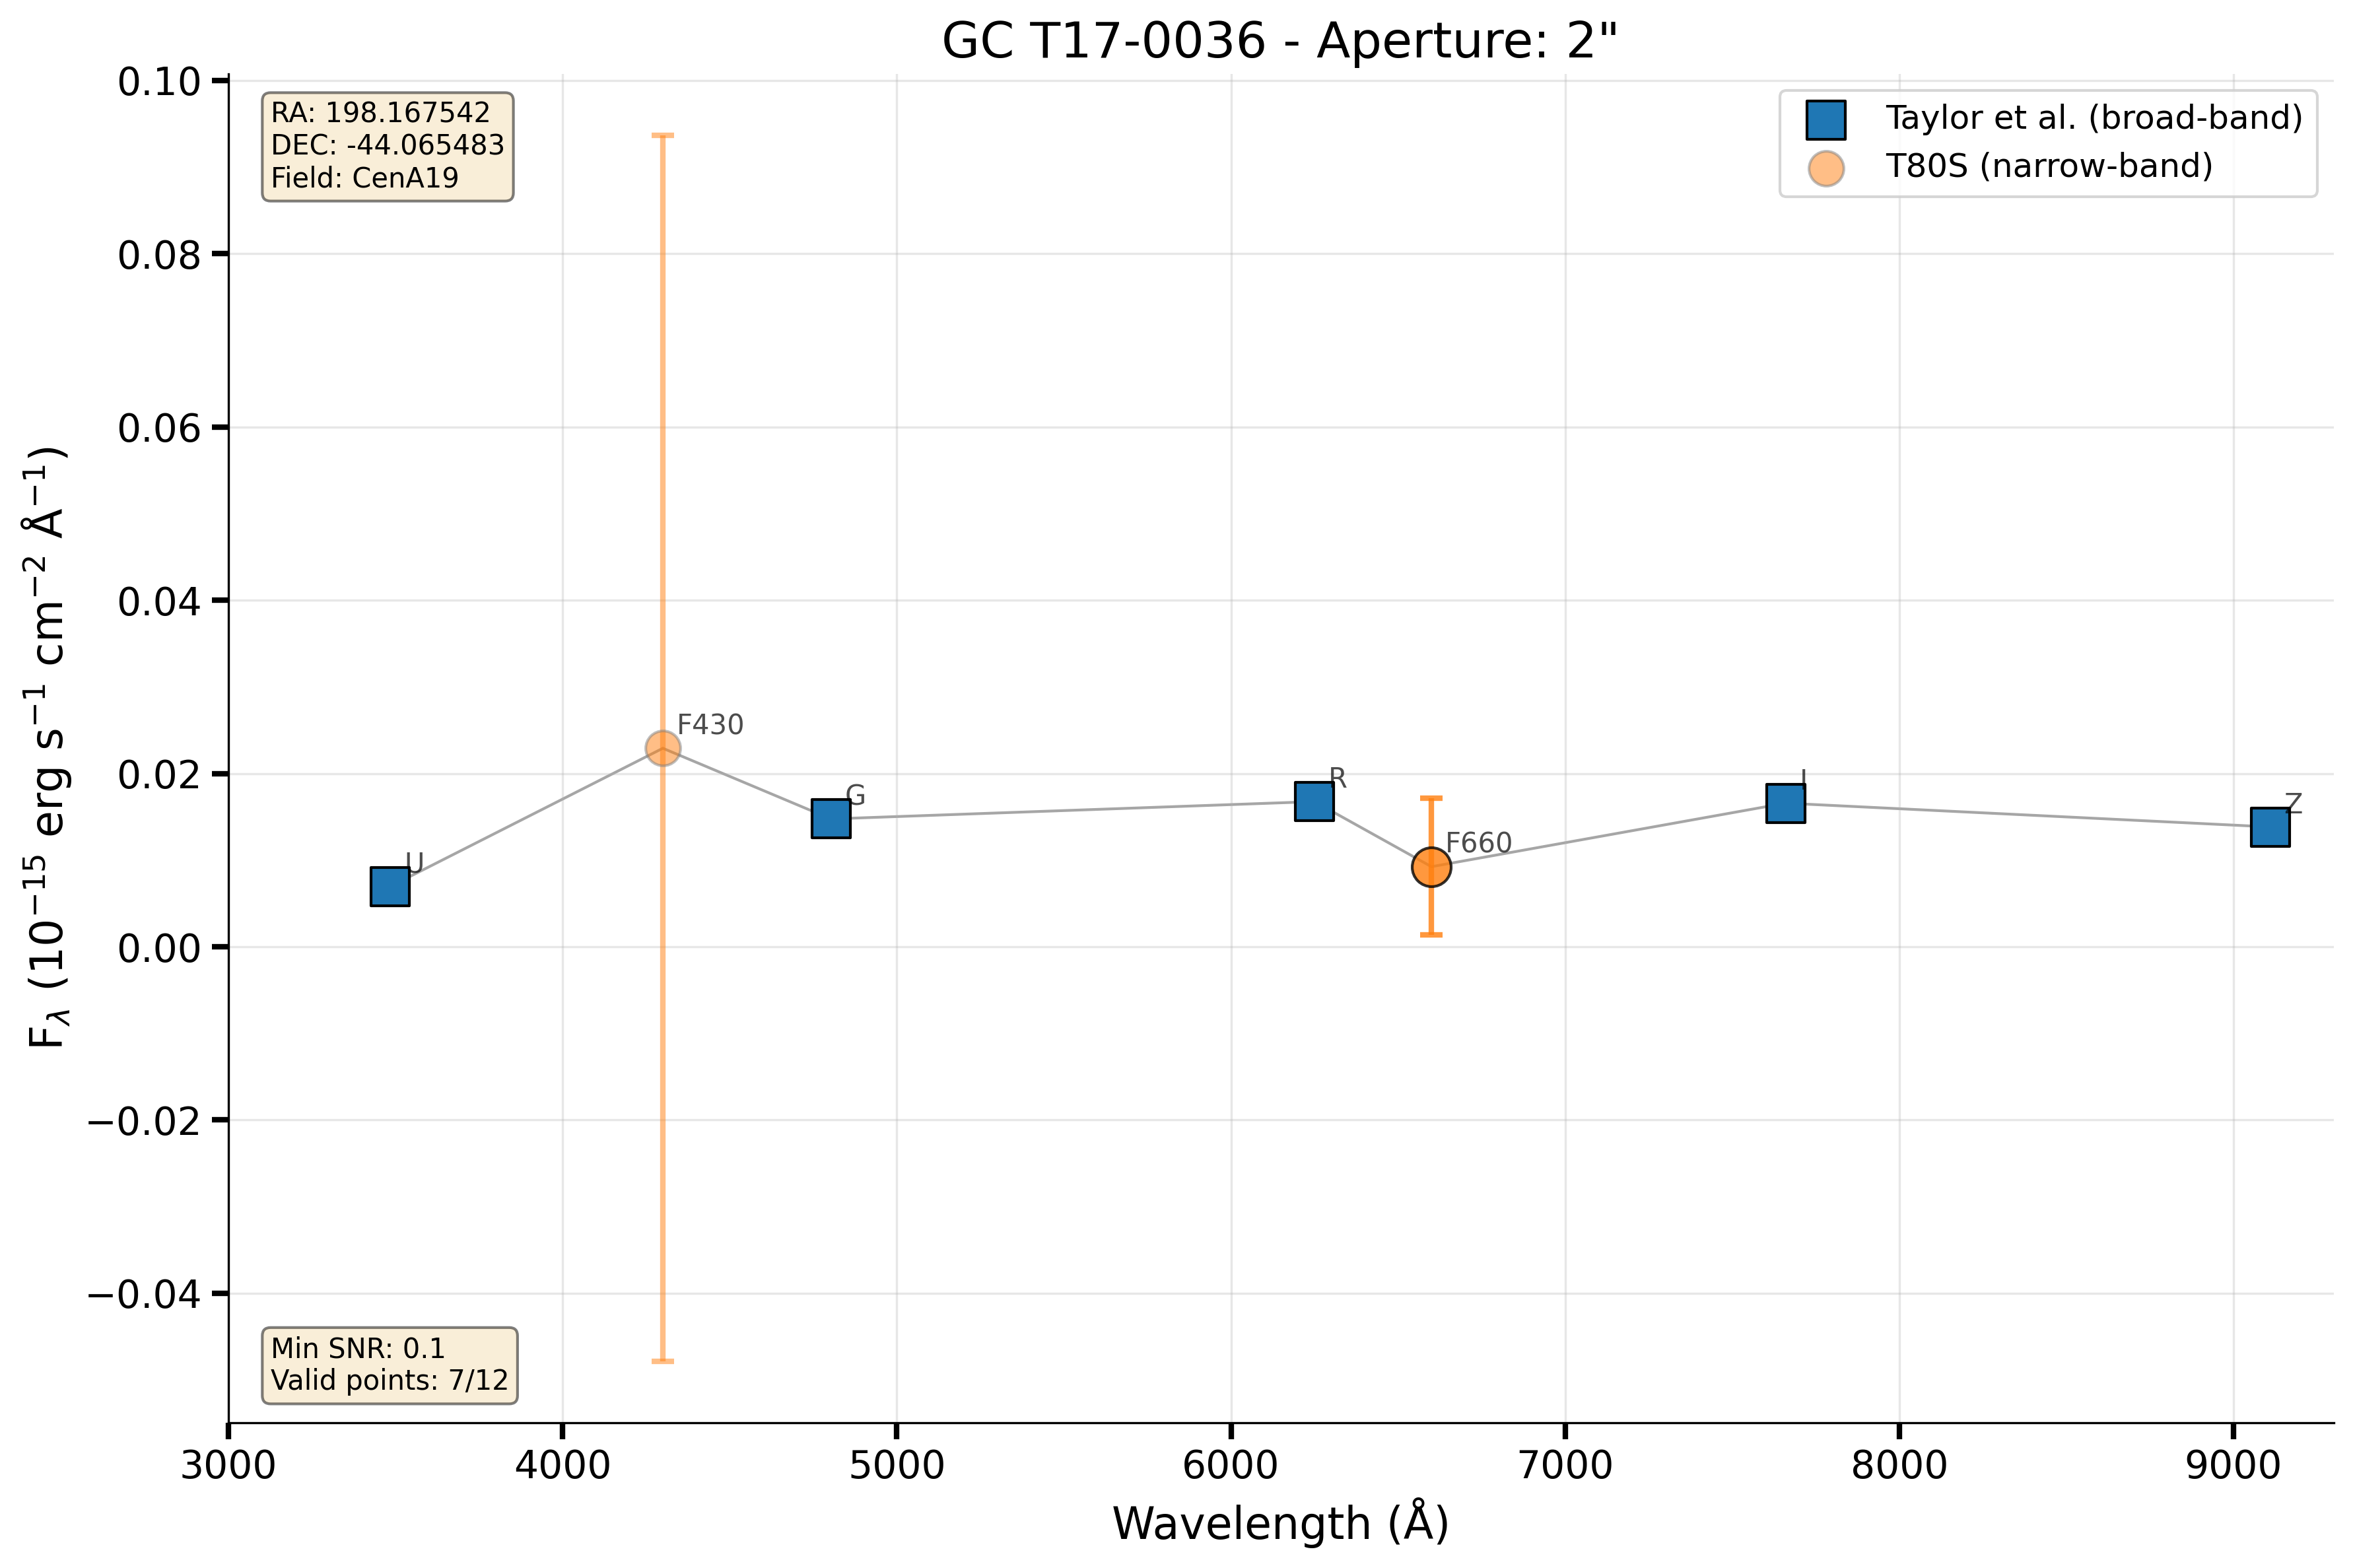 GC T17-0036 - Aperture: 2"
RA: 198.167542
DEC: -44.065483
Field: CenA19
Taylor et al. (broad-band)
T80S (narrow-band)
0.10
0.08
0.06
0.04
0.02
0.00
−0.02
−0.04
F_λ (10⁻¹⁵ erg s⁻¹ cm⁻² Å⁻¹)
U
F430
G
R
F660
I
Z
Min SNR: 0.1
Valid points: 7/12
3000 4000 5000 6000 7000 8000 9000
Wavelength (Å)